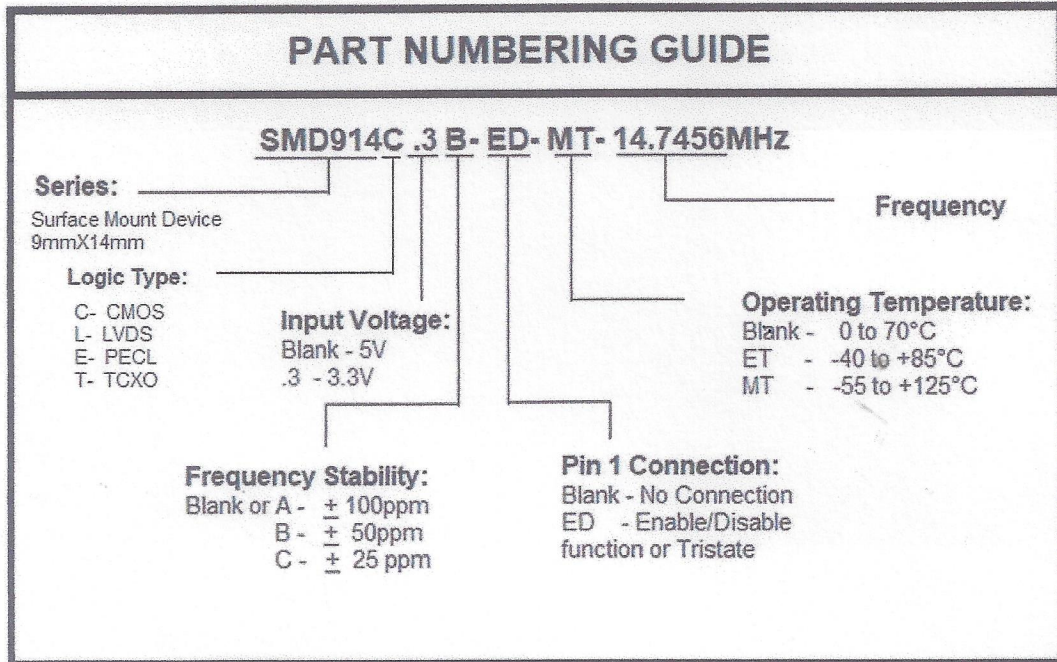 PART NUMBERING GUIDE
SMD914C .3 B- ED- MT- 14.7456MHz
Series:
Surface Mount Device
9mmX14mm
Frequency
Logic Type:
C- CMOS
L- LVDS
E- PECL
T- TCXO
Input Voltage:
Blank - 5V
.3 - 3.3V
Operating Temperature:
Blank - 0 to 70°C
ET - -40 to +85°C
MT - -55 to +125°C
Frequency Stability:
Blank or A - ± 100ppm
B - ± 50ppm
C - ± 25 ppm
Pin 1 Connection:
Blank - No Connection
ED - Enable/Disable
function or Tristate